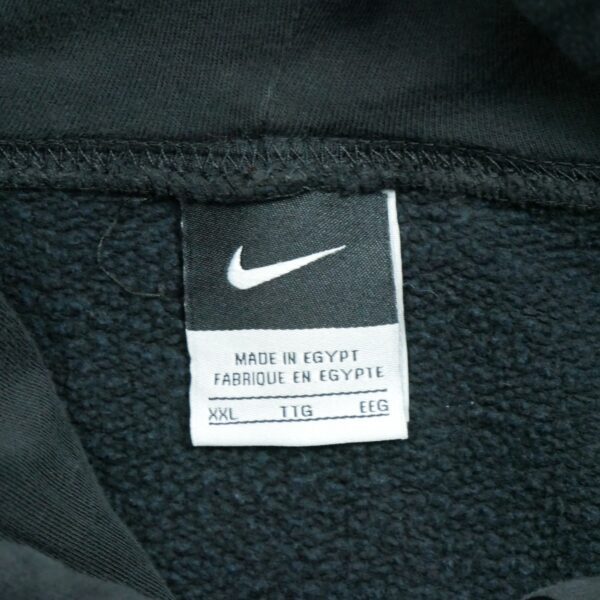 MADE IN EGYPT
FABRIQUE EN EGYPTE
XXL TTG EEG